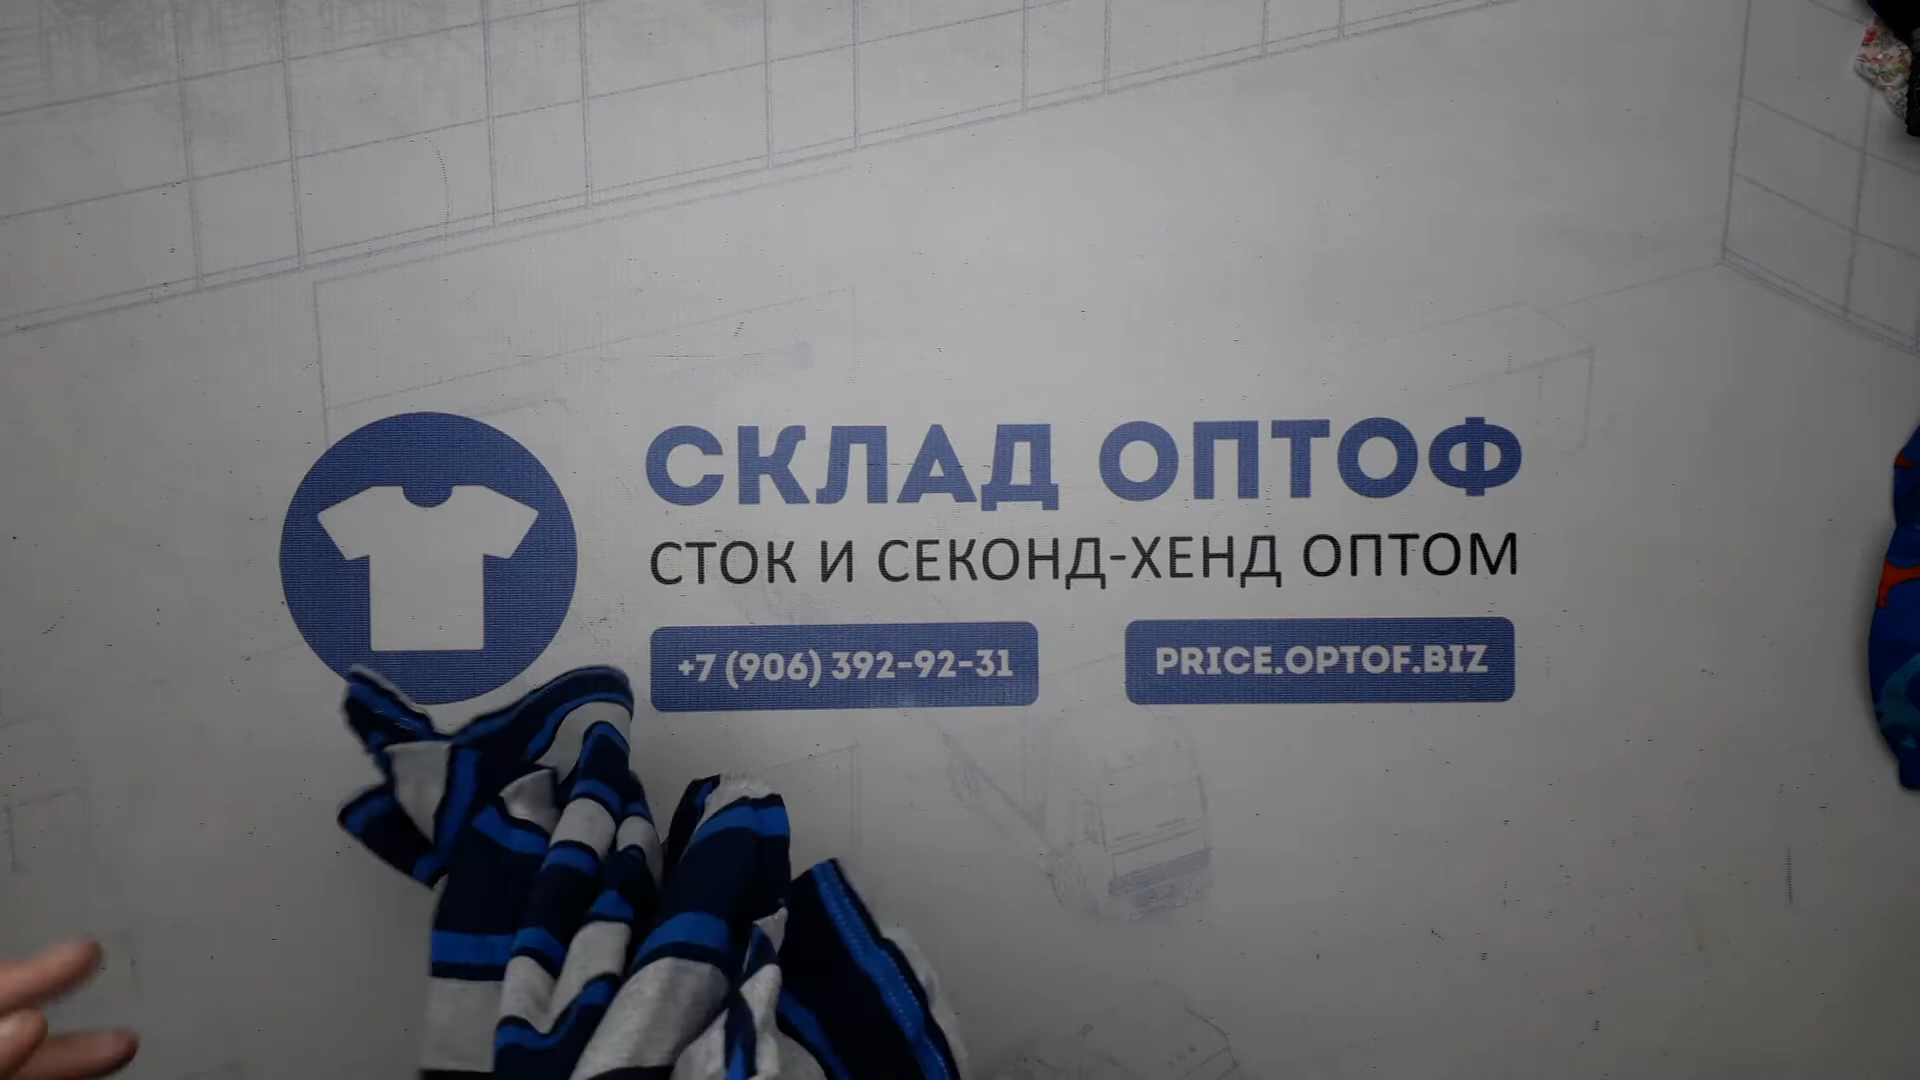 СКЛАД ОПТОФ
СТОК И СЕКОНД-ХЕНД ОПТОМ
+7 (906) 392-92-31
PRICE.OPTOF.BIZ